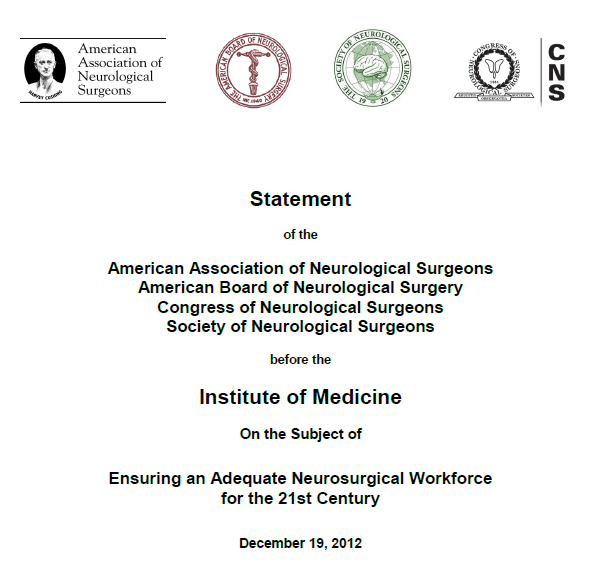 American
Association of
Neurological
Surgeons
HARVEY CUSHING
THE AMERICAN BOARD OF NEUROLOGICAL SURGERY
INC 1940
THE SOCIETY OF NEUROLOGICAL SURGEONS
19 20
CONGRESS OF NEUROLOGICAL SURGEONS
CNS
Statement
of the
American Association of Neurological Surgeons
American Board of Neurological Surgery
Congress of Neurological Surgeons
Society of Neurological Surgeons
before the
Institute of Medicine
On the Subject of
Ensuring an Adequate Neurosurgical Workforce
for the 21st Century
December 19, 2012